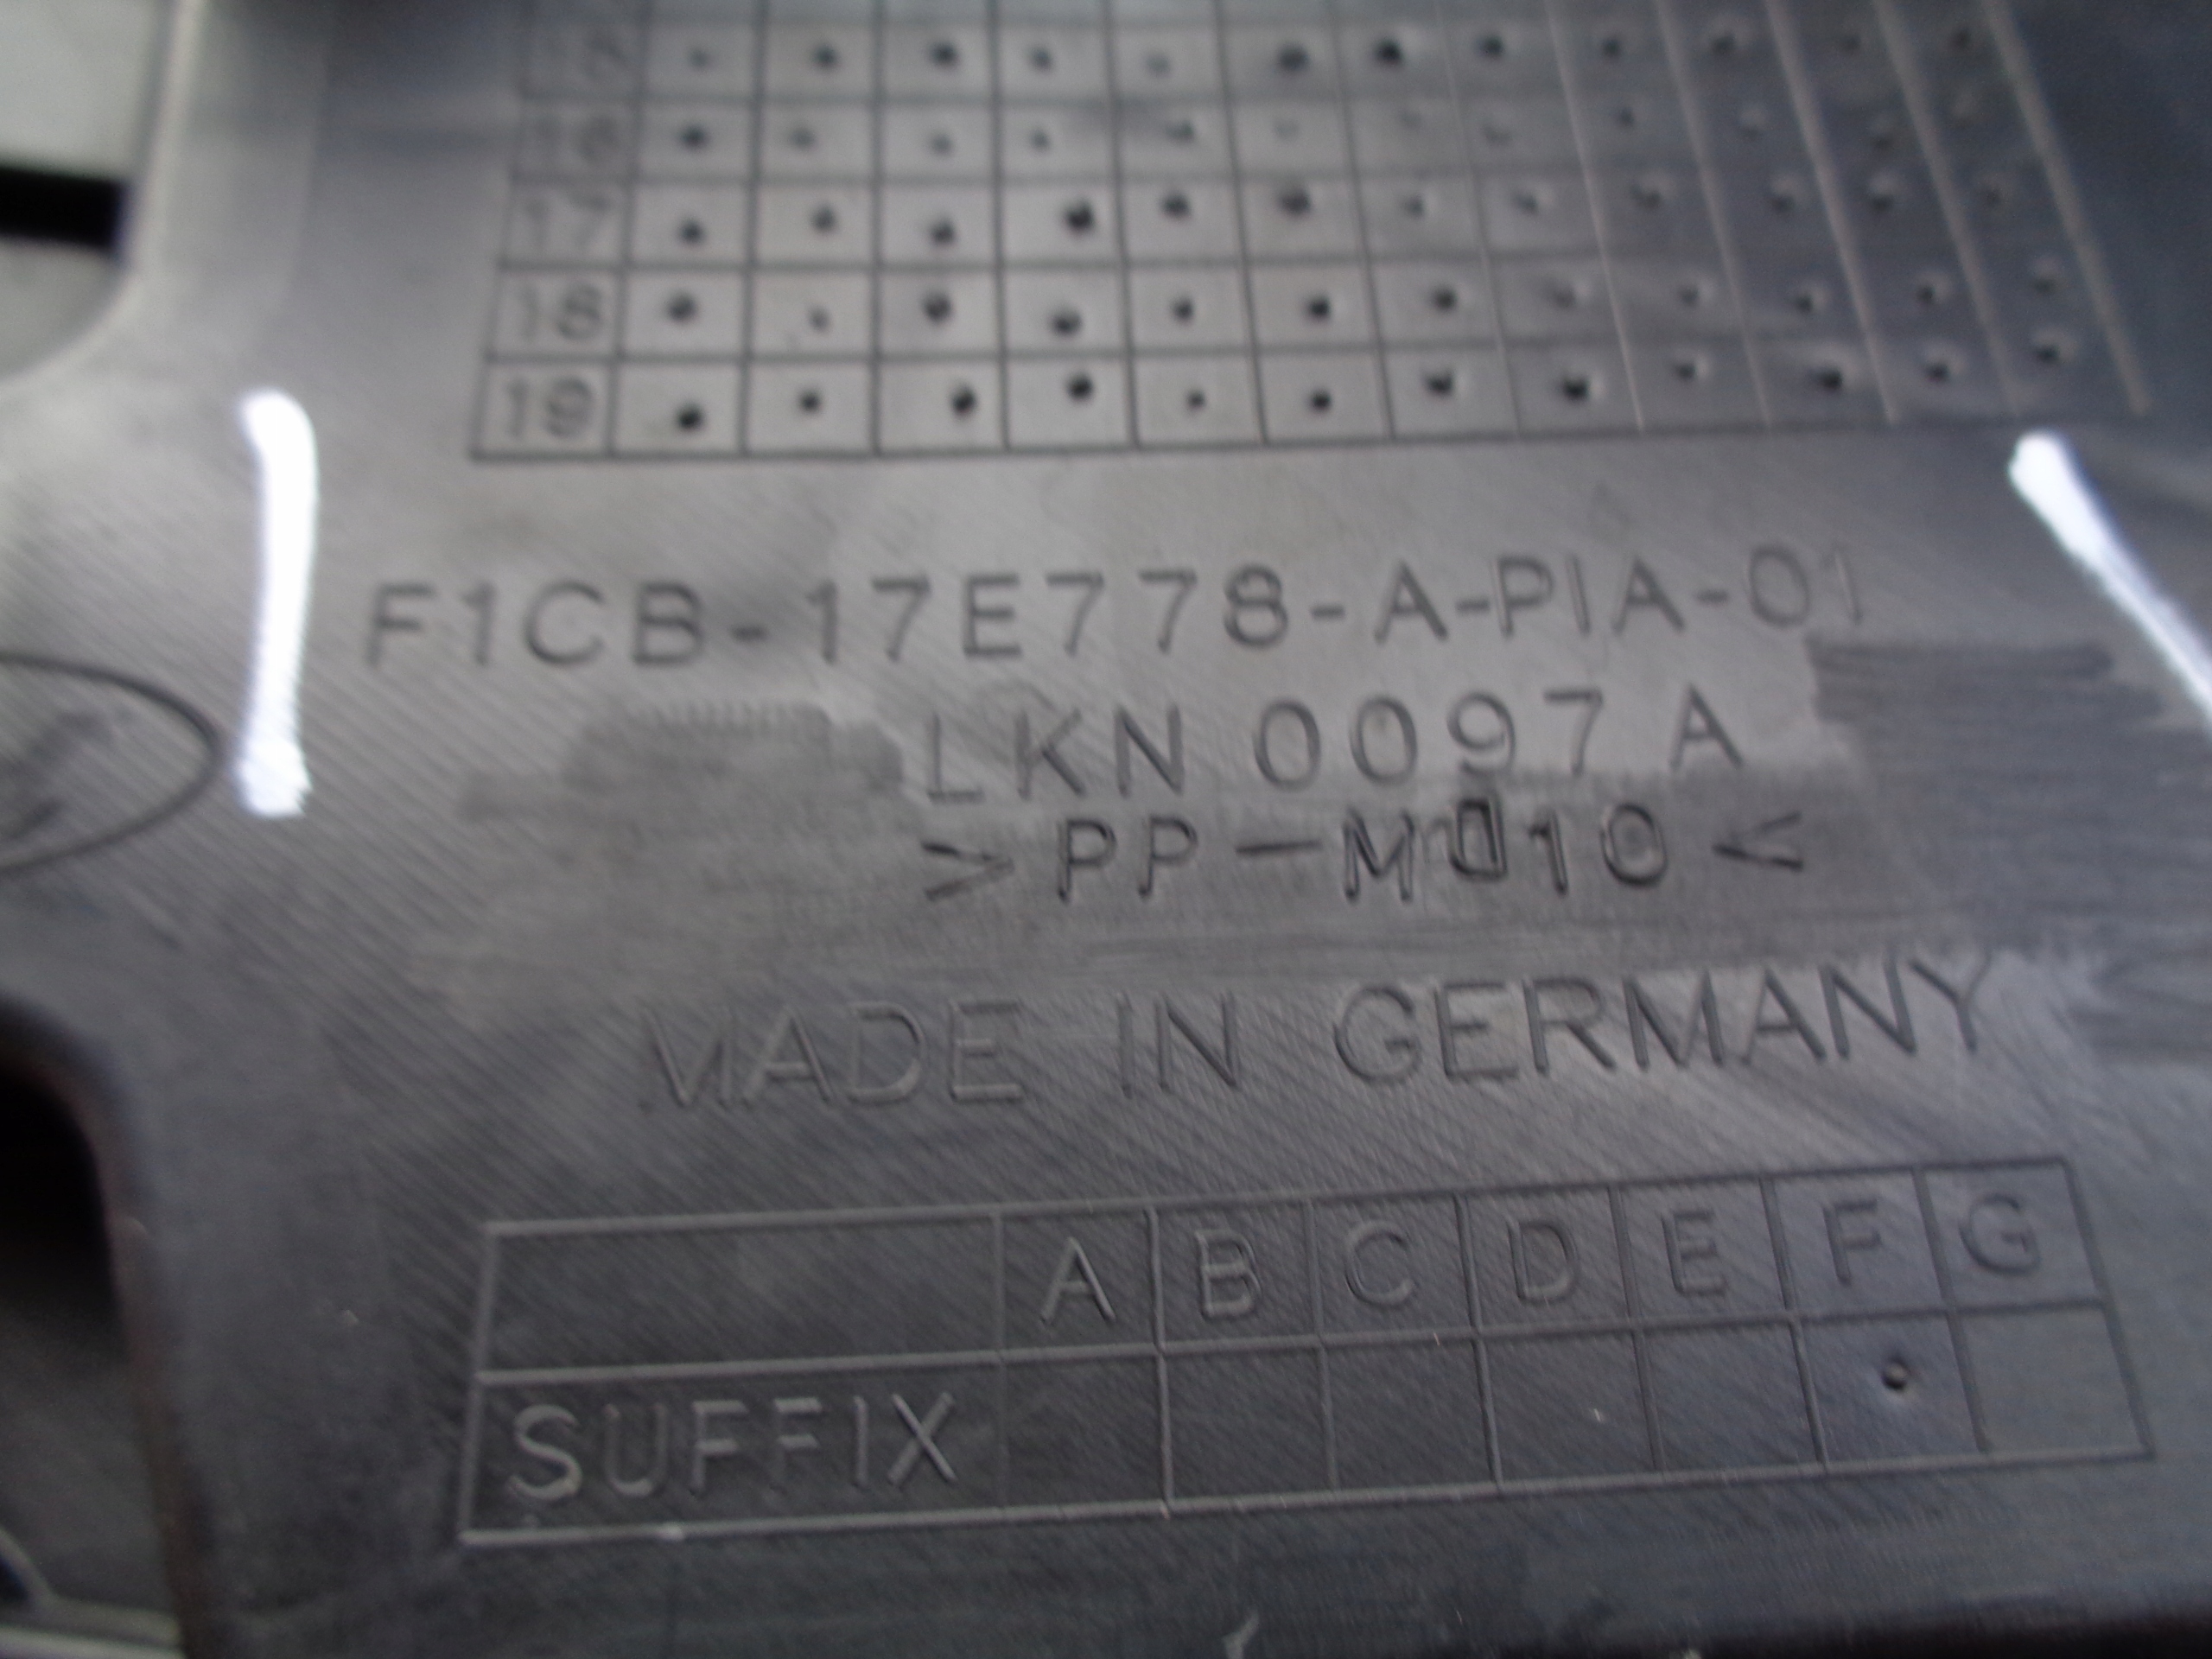 15
16
17
18
19
F1CB-17E778-A-PIA-01
LKN 0097 A
>PP-M010<
MADE IN GERMANY
A B C D E F G
SUFFIX